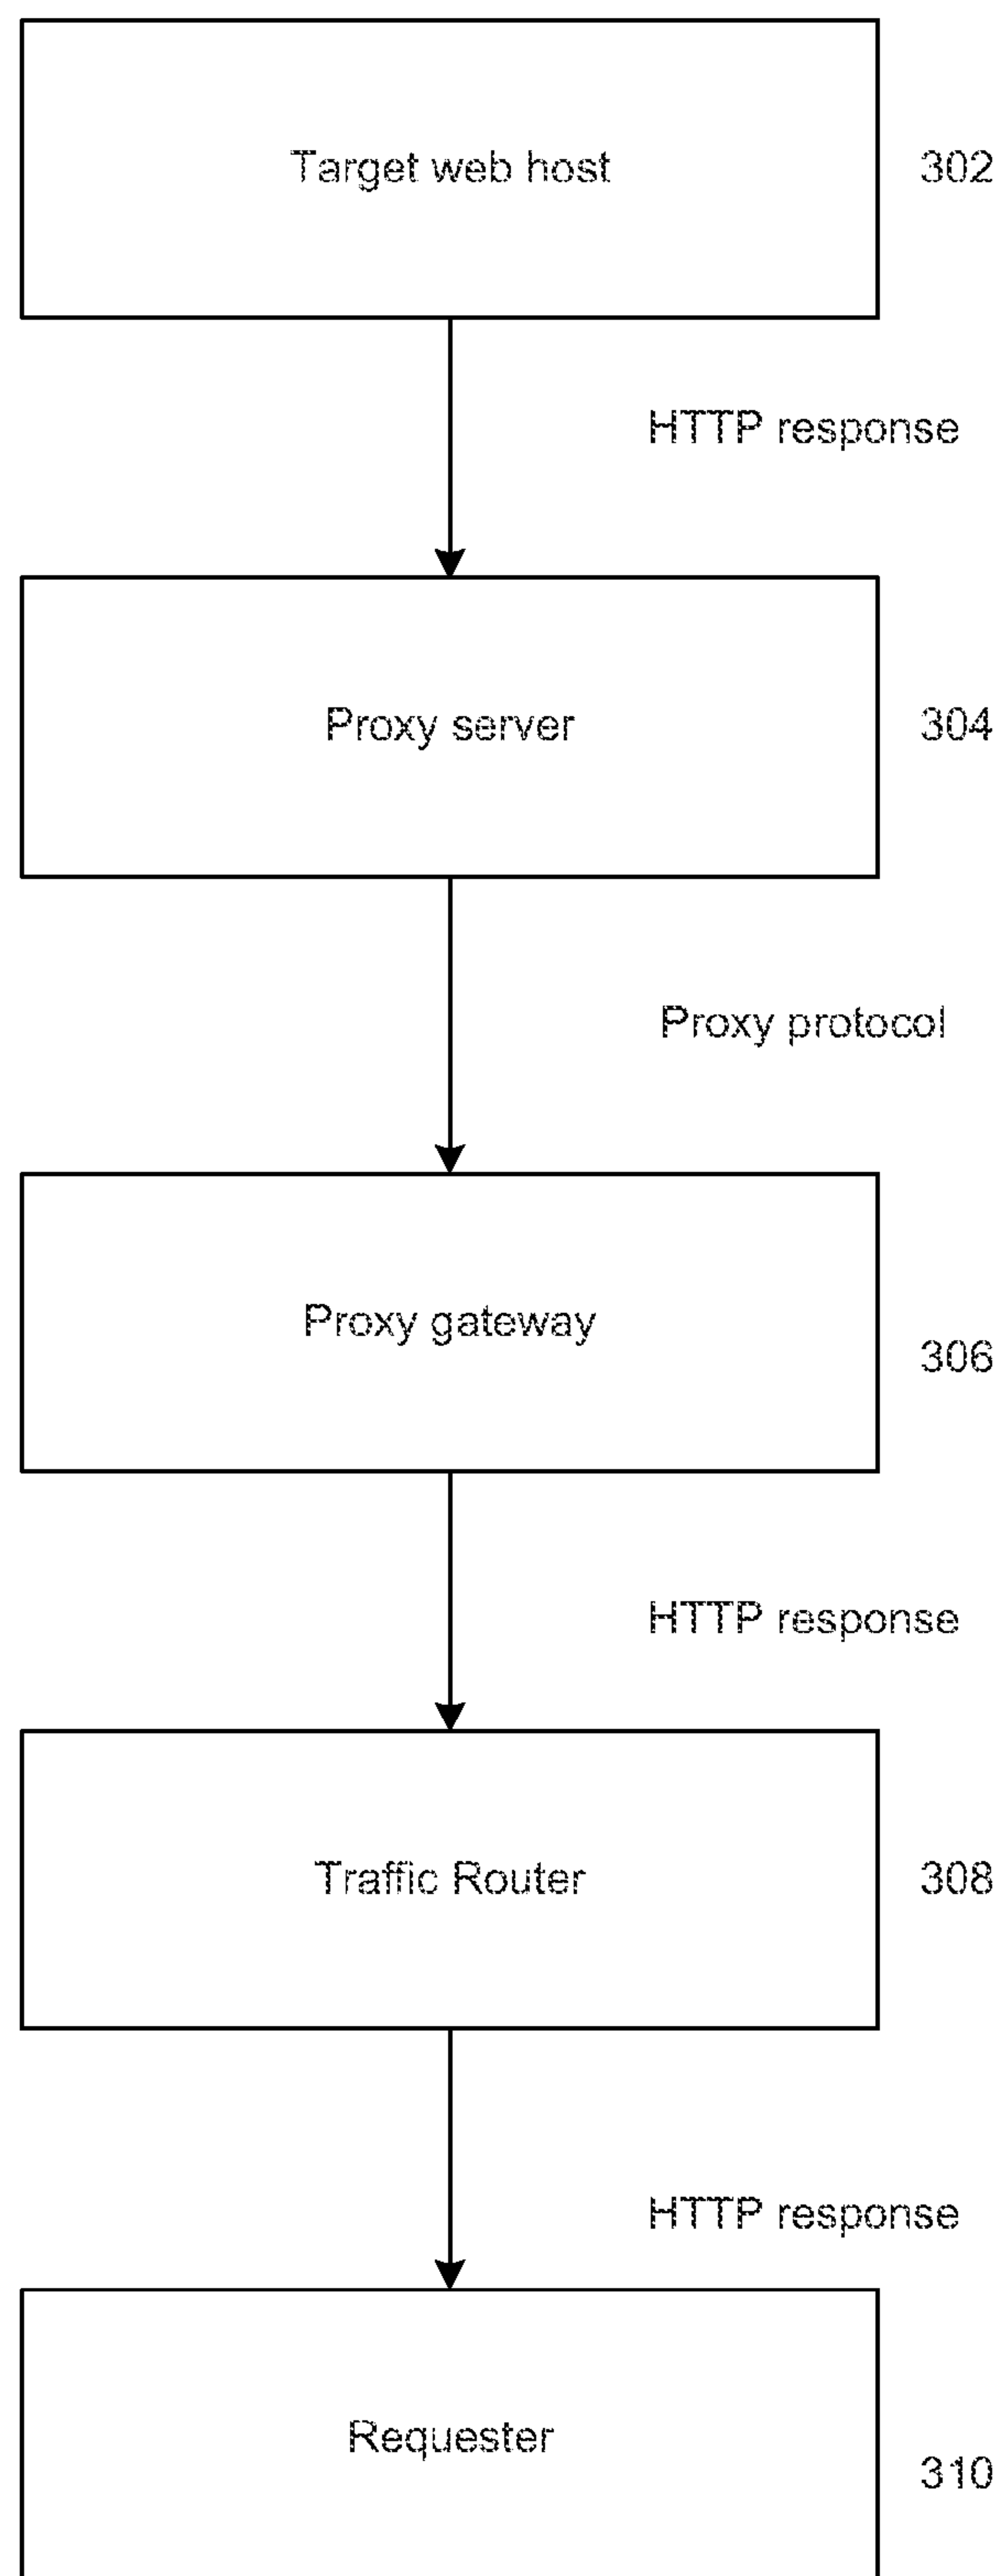 Target web host
302
HTTP response
Proxy server
304
Proxy protocol
Proxy gateway
306
HTTP response
Traffic Router
308
HTTP response
Requester
310